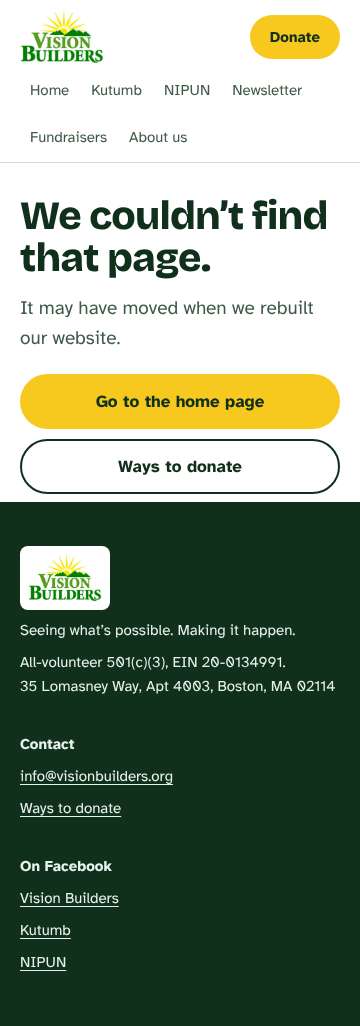 VISION
BUILDERS
Donate
Home Kutumb NIPUN Newsletter
Fundraisers About us
We couldn’t find
that page.
It may have moved when we rebuilt
our website.
Go to the home page
Ways to donate
VISION
BUILDERS
Seeing what’s possible. Making it happen.
All-volunteer 501(c)(3), EIN 20-0134991.
35 Lomasney Way, Apt 4003, Boston, MA 02114
Contact
info@visionbuilders.org
Ways to donate
On Facebook
Vision Builders
Kutumb
NIPUN